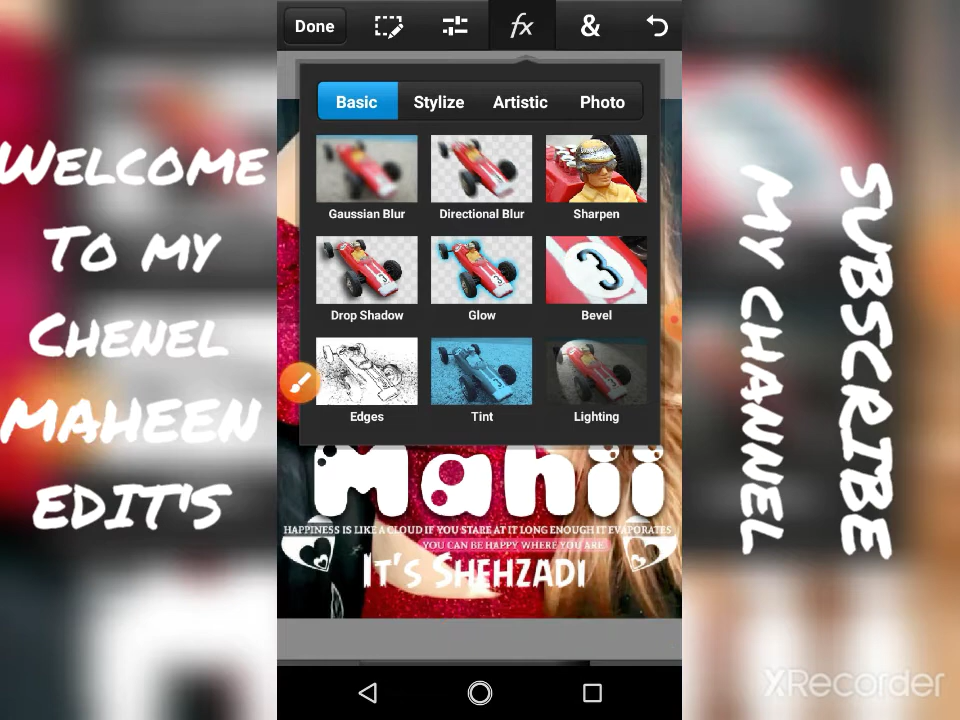 Welcome
To my
Chenel
MAHEEN
EDIT'S
Done
fx
&
Basic
Stylize
Artistic
Photo
Gaussian Blur
Directional Blur
Sharpen
Drop Shadow
Glow
Bevel
Edges
Tint
Lighting
Mahii
HAPPINESS IS LIKE A CLOUD IF YOU STARE AT IT LONG ENOUGH IT EVAPORATES
YOU CAN BE HAPPY WHERE YOU ARE
It's Shehzadi
SUBSCRIBE
MY CHANNEL
XRecorder